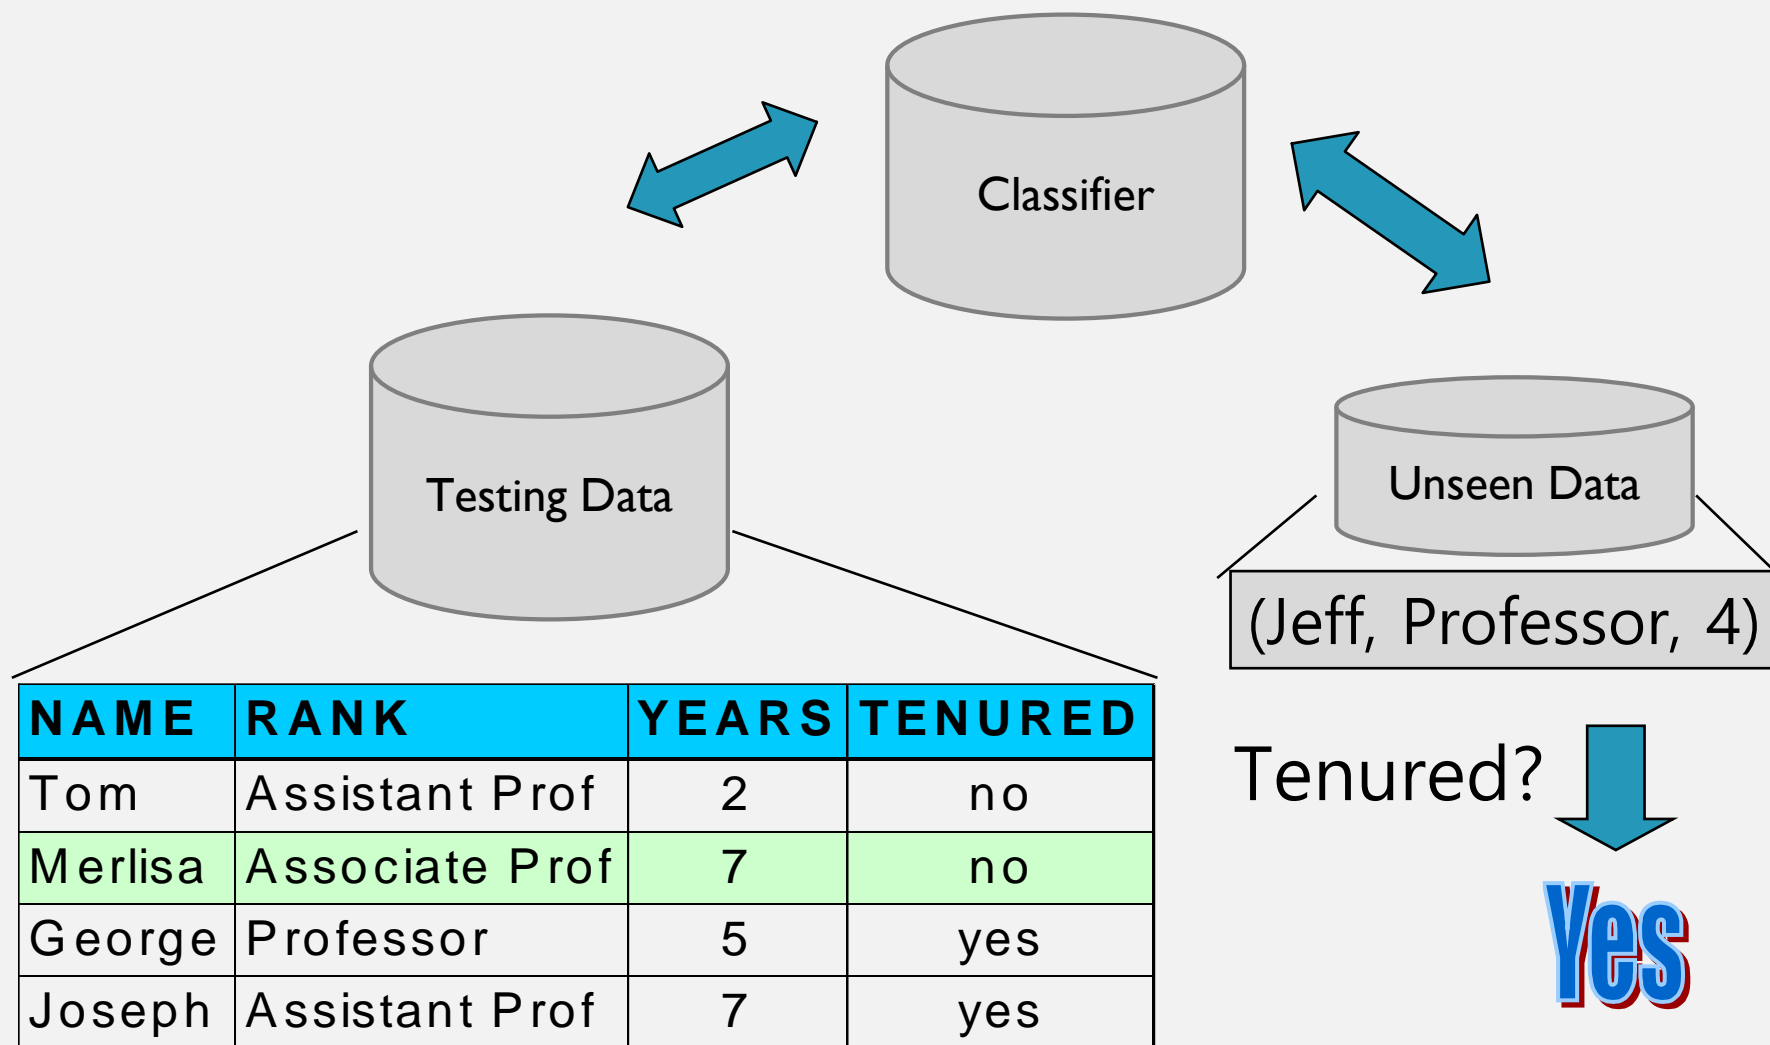 Classifier
Testing Data
Unseen Data
(Jeff, Professor, 4)
NAME RANK YEARS TENURED
Tom Assistant Prof 2 no
Merlisa Associate Prof 7 no
George Professor 5 yes
Joseph Assistant Prof 7 yes
Tenured?
Yes